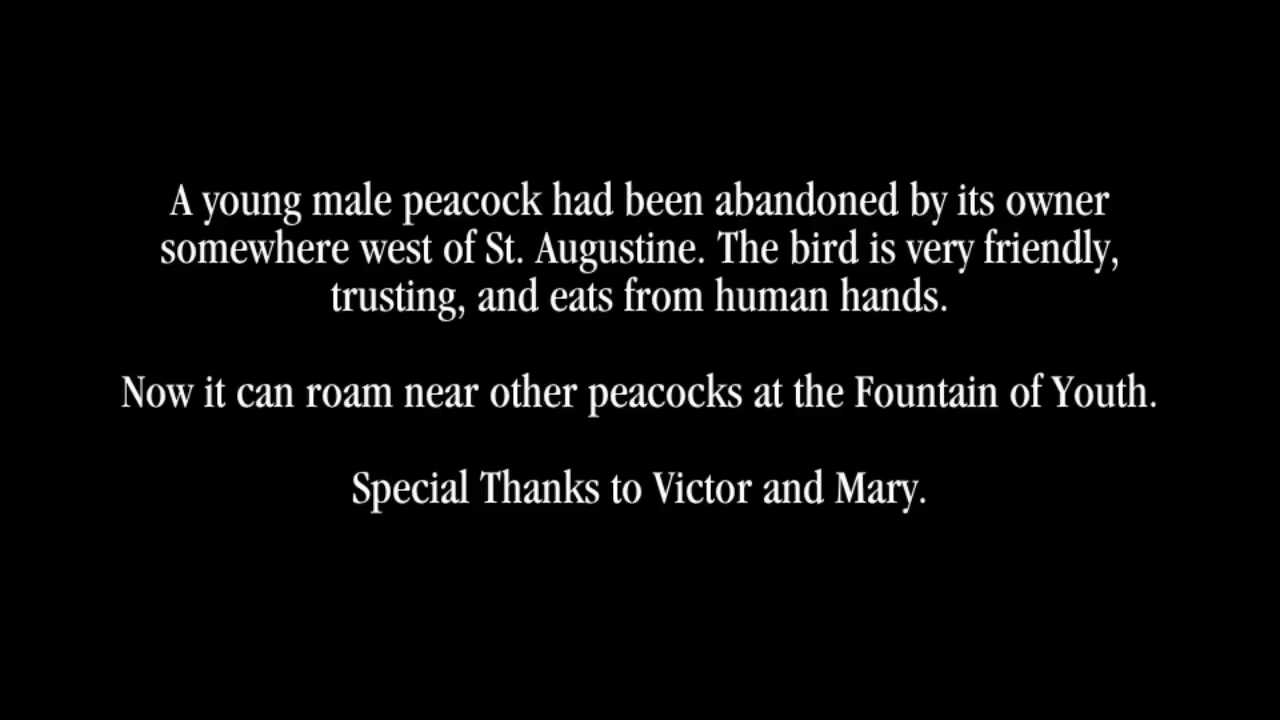 A young male peacock had been abandoned by its owner
somewhere west of St. Augustine. The bird is very friendly,
trusting, and eats from human hands.
Now it can roam near other peacocks at the Fountain of Youth.
Special Thanks to Victor and Mary.